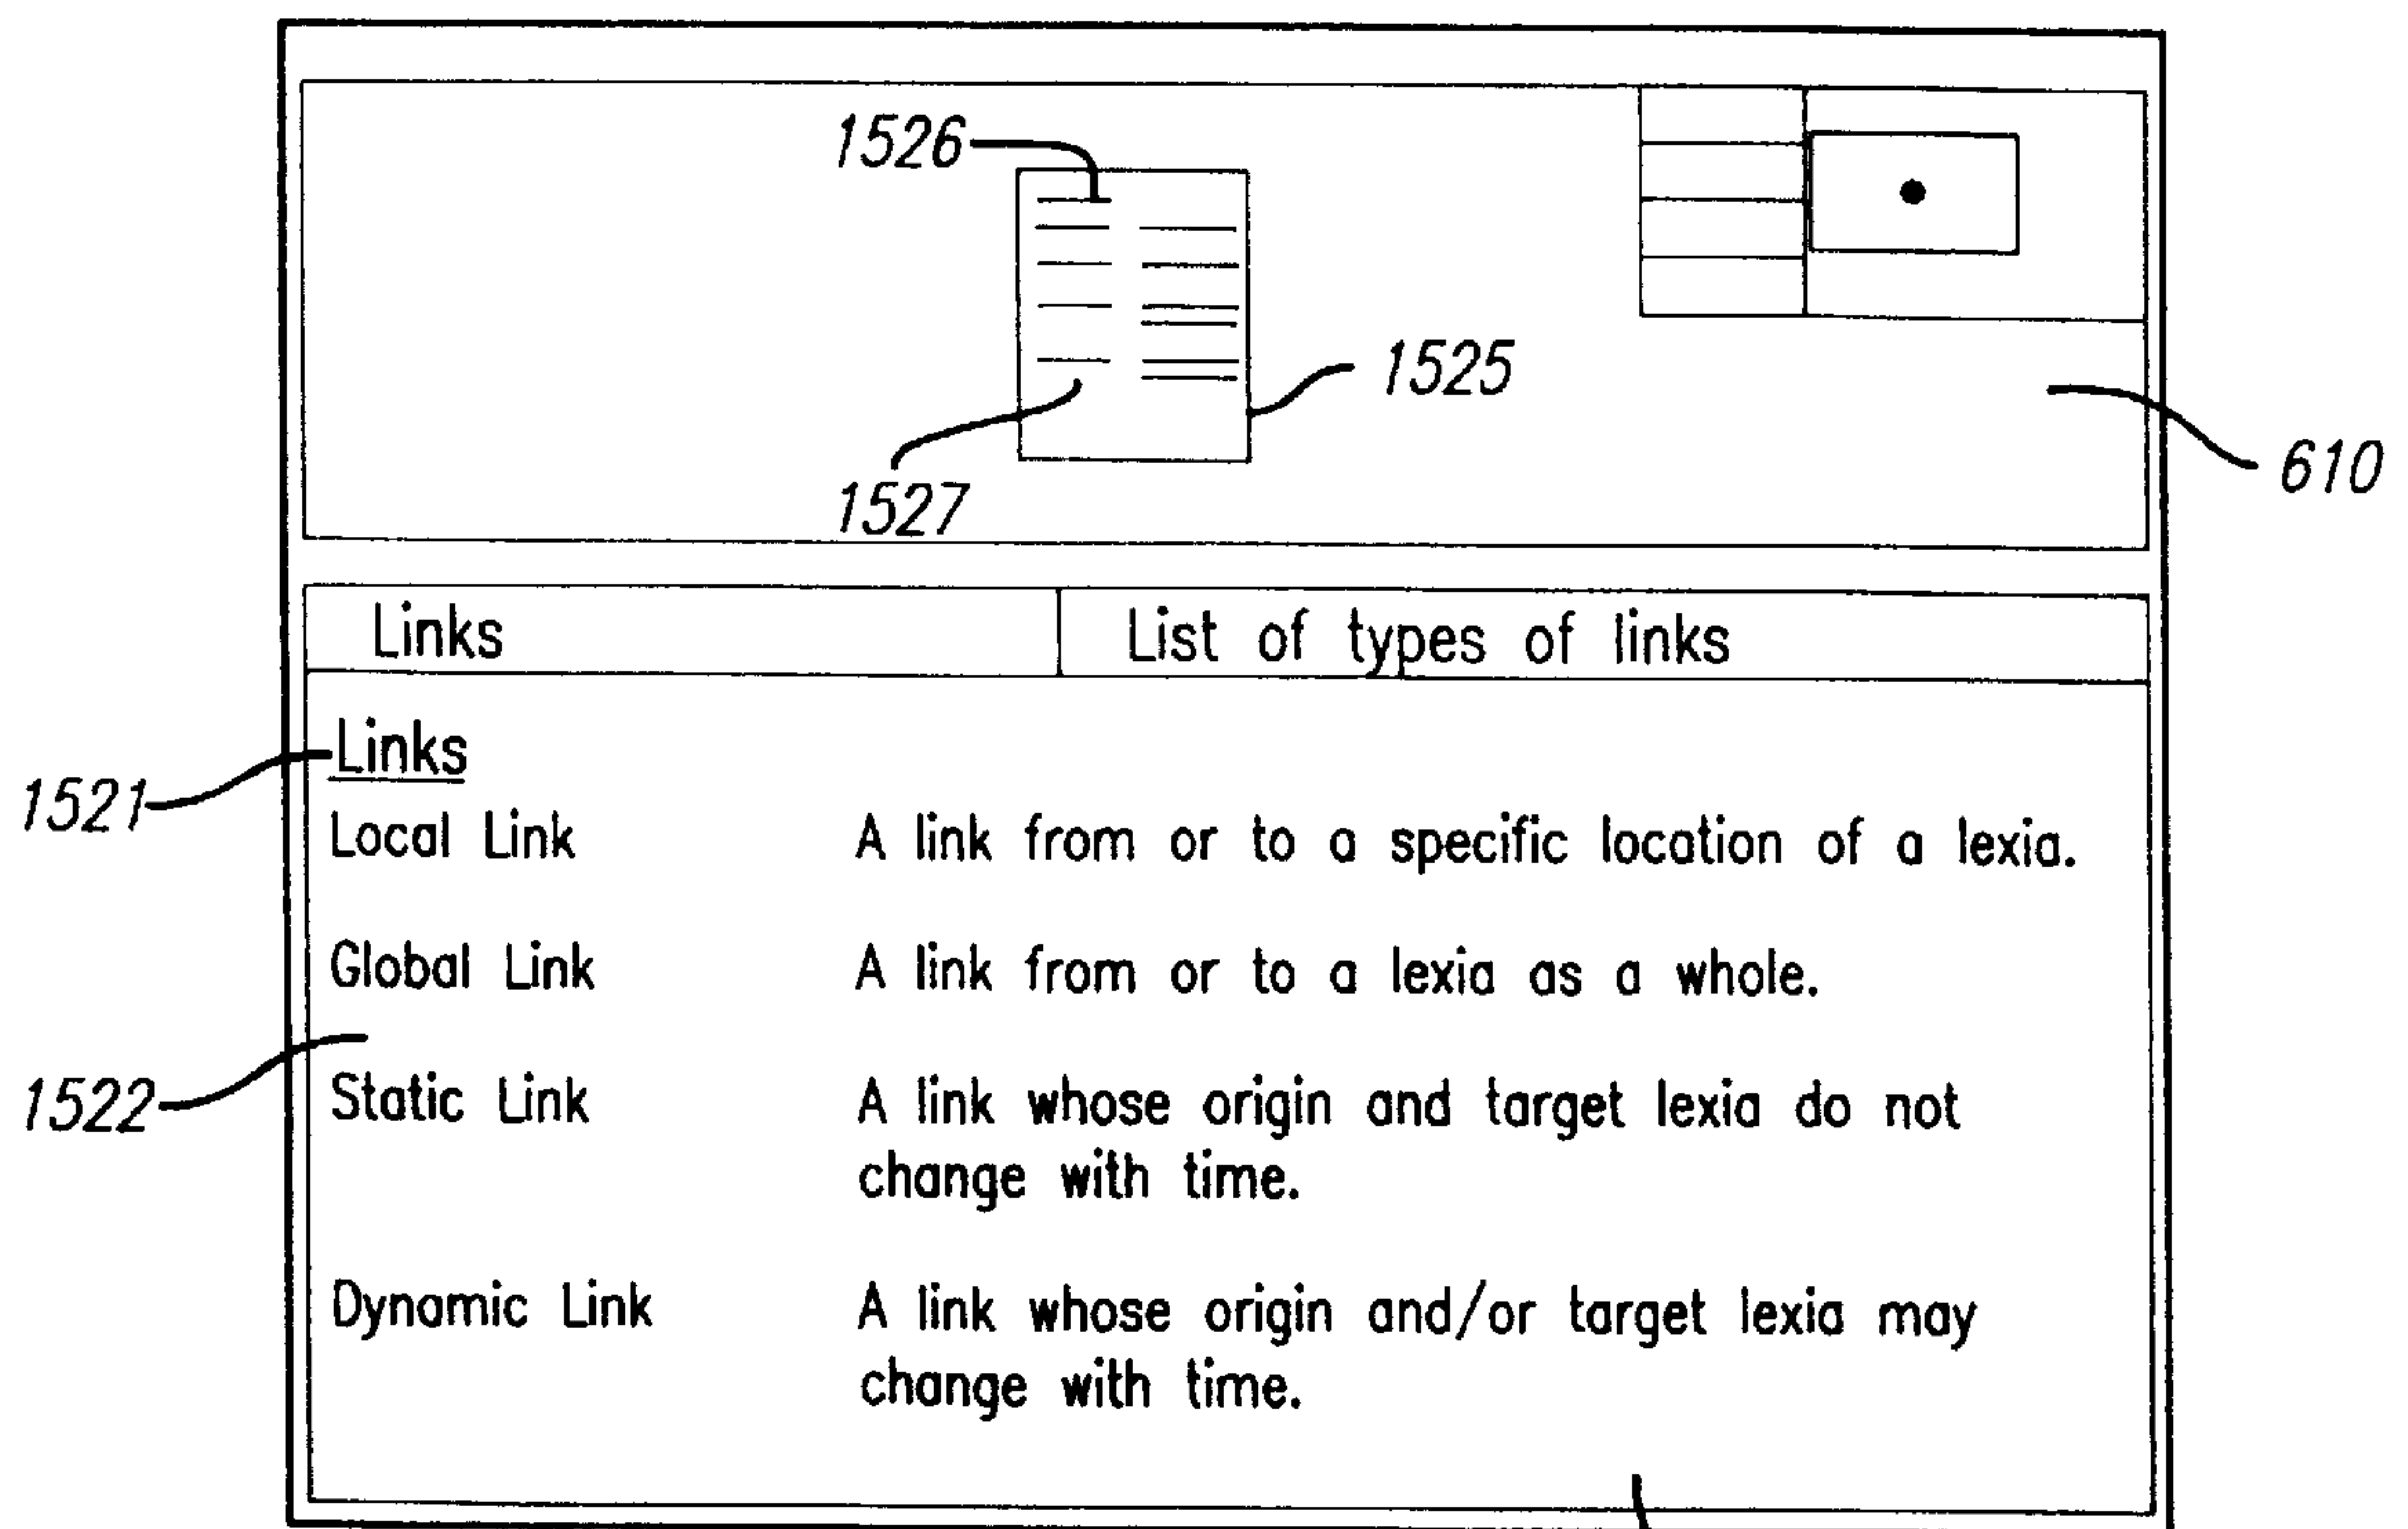 1526
1525
610
1527
Links List of types of links
Links
1521
Local Link A link from or to a specific location of a lexia.
Global Link A link from or to a lexia as a whole.
1522
Static Link A link whose origin and target lexia do not
change with time.
Dynamic Link A link whose origin and/or target lexia may
change with time.